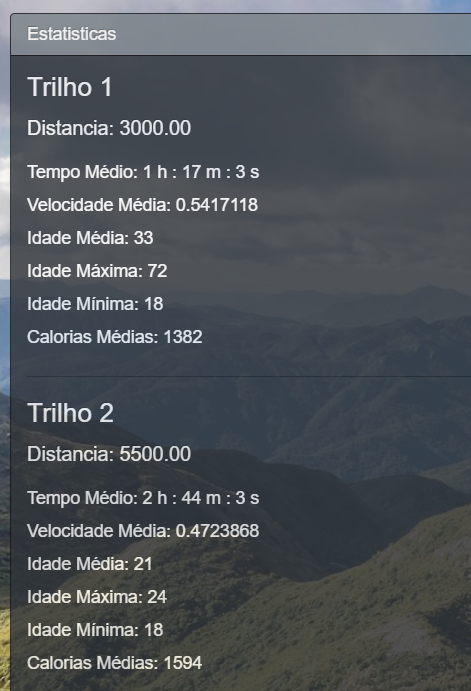 Estatisticas
Trilho 1
Distancia: 3000.00
Tempo Médio: 1 h : 17 m : 3 s
Velocidade Média: 0.5417118
Idade Média: 33
Idade Máxima: 72
Idade Mínima: 18
Calorias Médias: 1382
Trilho 2
Distancia: 5500.00
Tempo Médio: 2 h : 44 m : 3 s
Velocidade Média: 0.4723868
Idade Média: 21
Idade Máxima: 24
Idade Mínima: 18
Calorias Médias: 1594